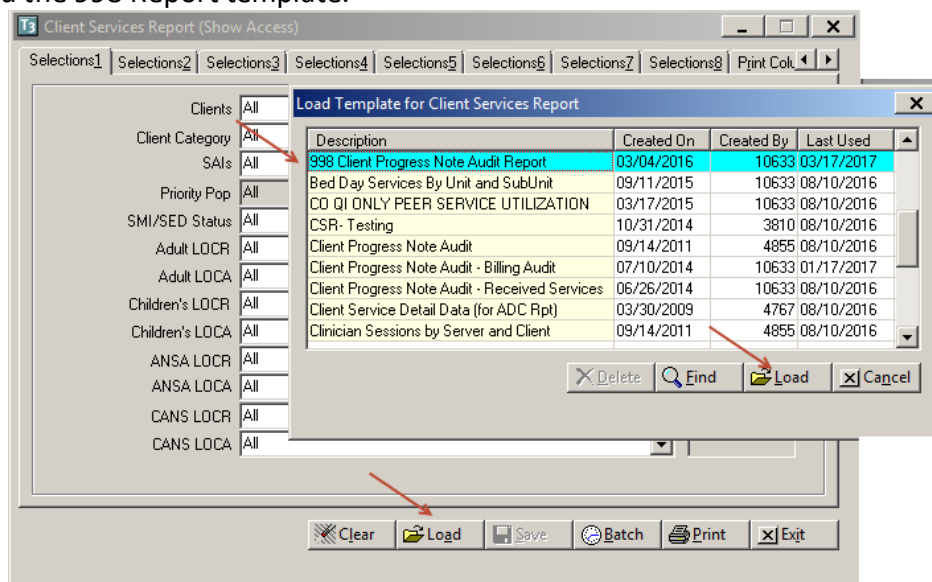 the 998 Report template.
T3 Client Services Report (Show Access)
Selections1 Selections2 Selections3 Selections4 Selections5 Selections6 Selections7 Selections8 Print Colu
Clients All
Client Category All
SAIs All
Priority Pop All
SMI/SED Status All
Adult LOCR All
Adult LOCA All
Children's LOCR All
Children's LOCA All
ANSA LOCR All
ANSA LOCA All
CANS LOCR All
CANS LOCA All
Load Template for Client Services Report
Description Created On Created By Last Used
998 Client Progress Note Audit Report 03/04/2016 10633 03/17/2017
Bed Day Services By Unit and SubUnit 09/11/2015 10633 08/10/2016
CO QI ONLY PEER SERVICE UTILIZATION 03/17/2015 10633 08/10/2016
CSR- Testing 10/31/2014 3810 08/10/2016
Client Progress Note Audit 09/14/2011 4855 08/10/2016
Client Progress Note Audit - Billing Audit 07/10/2014 10633 01/17/2017
Client Progress Note Audit - Received Services 06/26/2014 10633 08/10/2016
Client Service Detail Data (for ADC Rpt) 03/30/2009 4767 08/10/2016
Clinician Sessions by Server and Client 09/14/2011 4855 08/10/2016
Delete Find Load Cancel
Clear Load Save Batch Print Exit